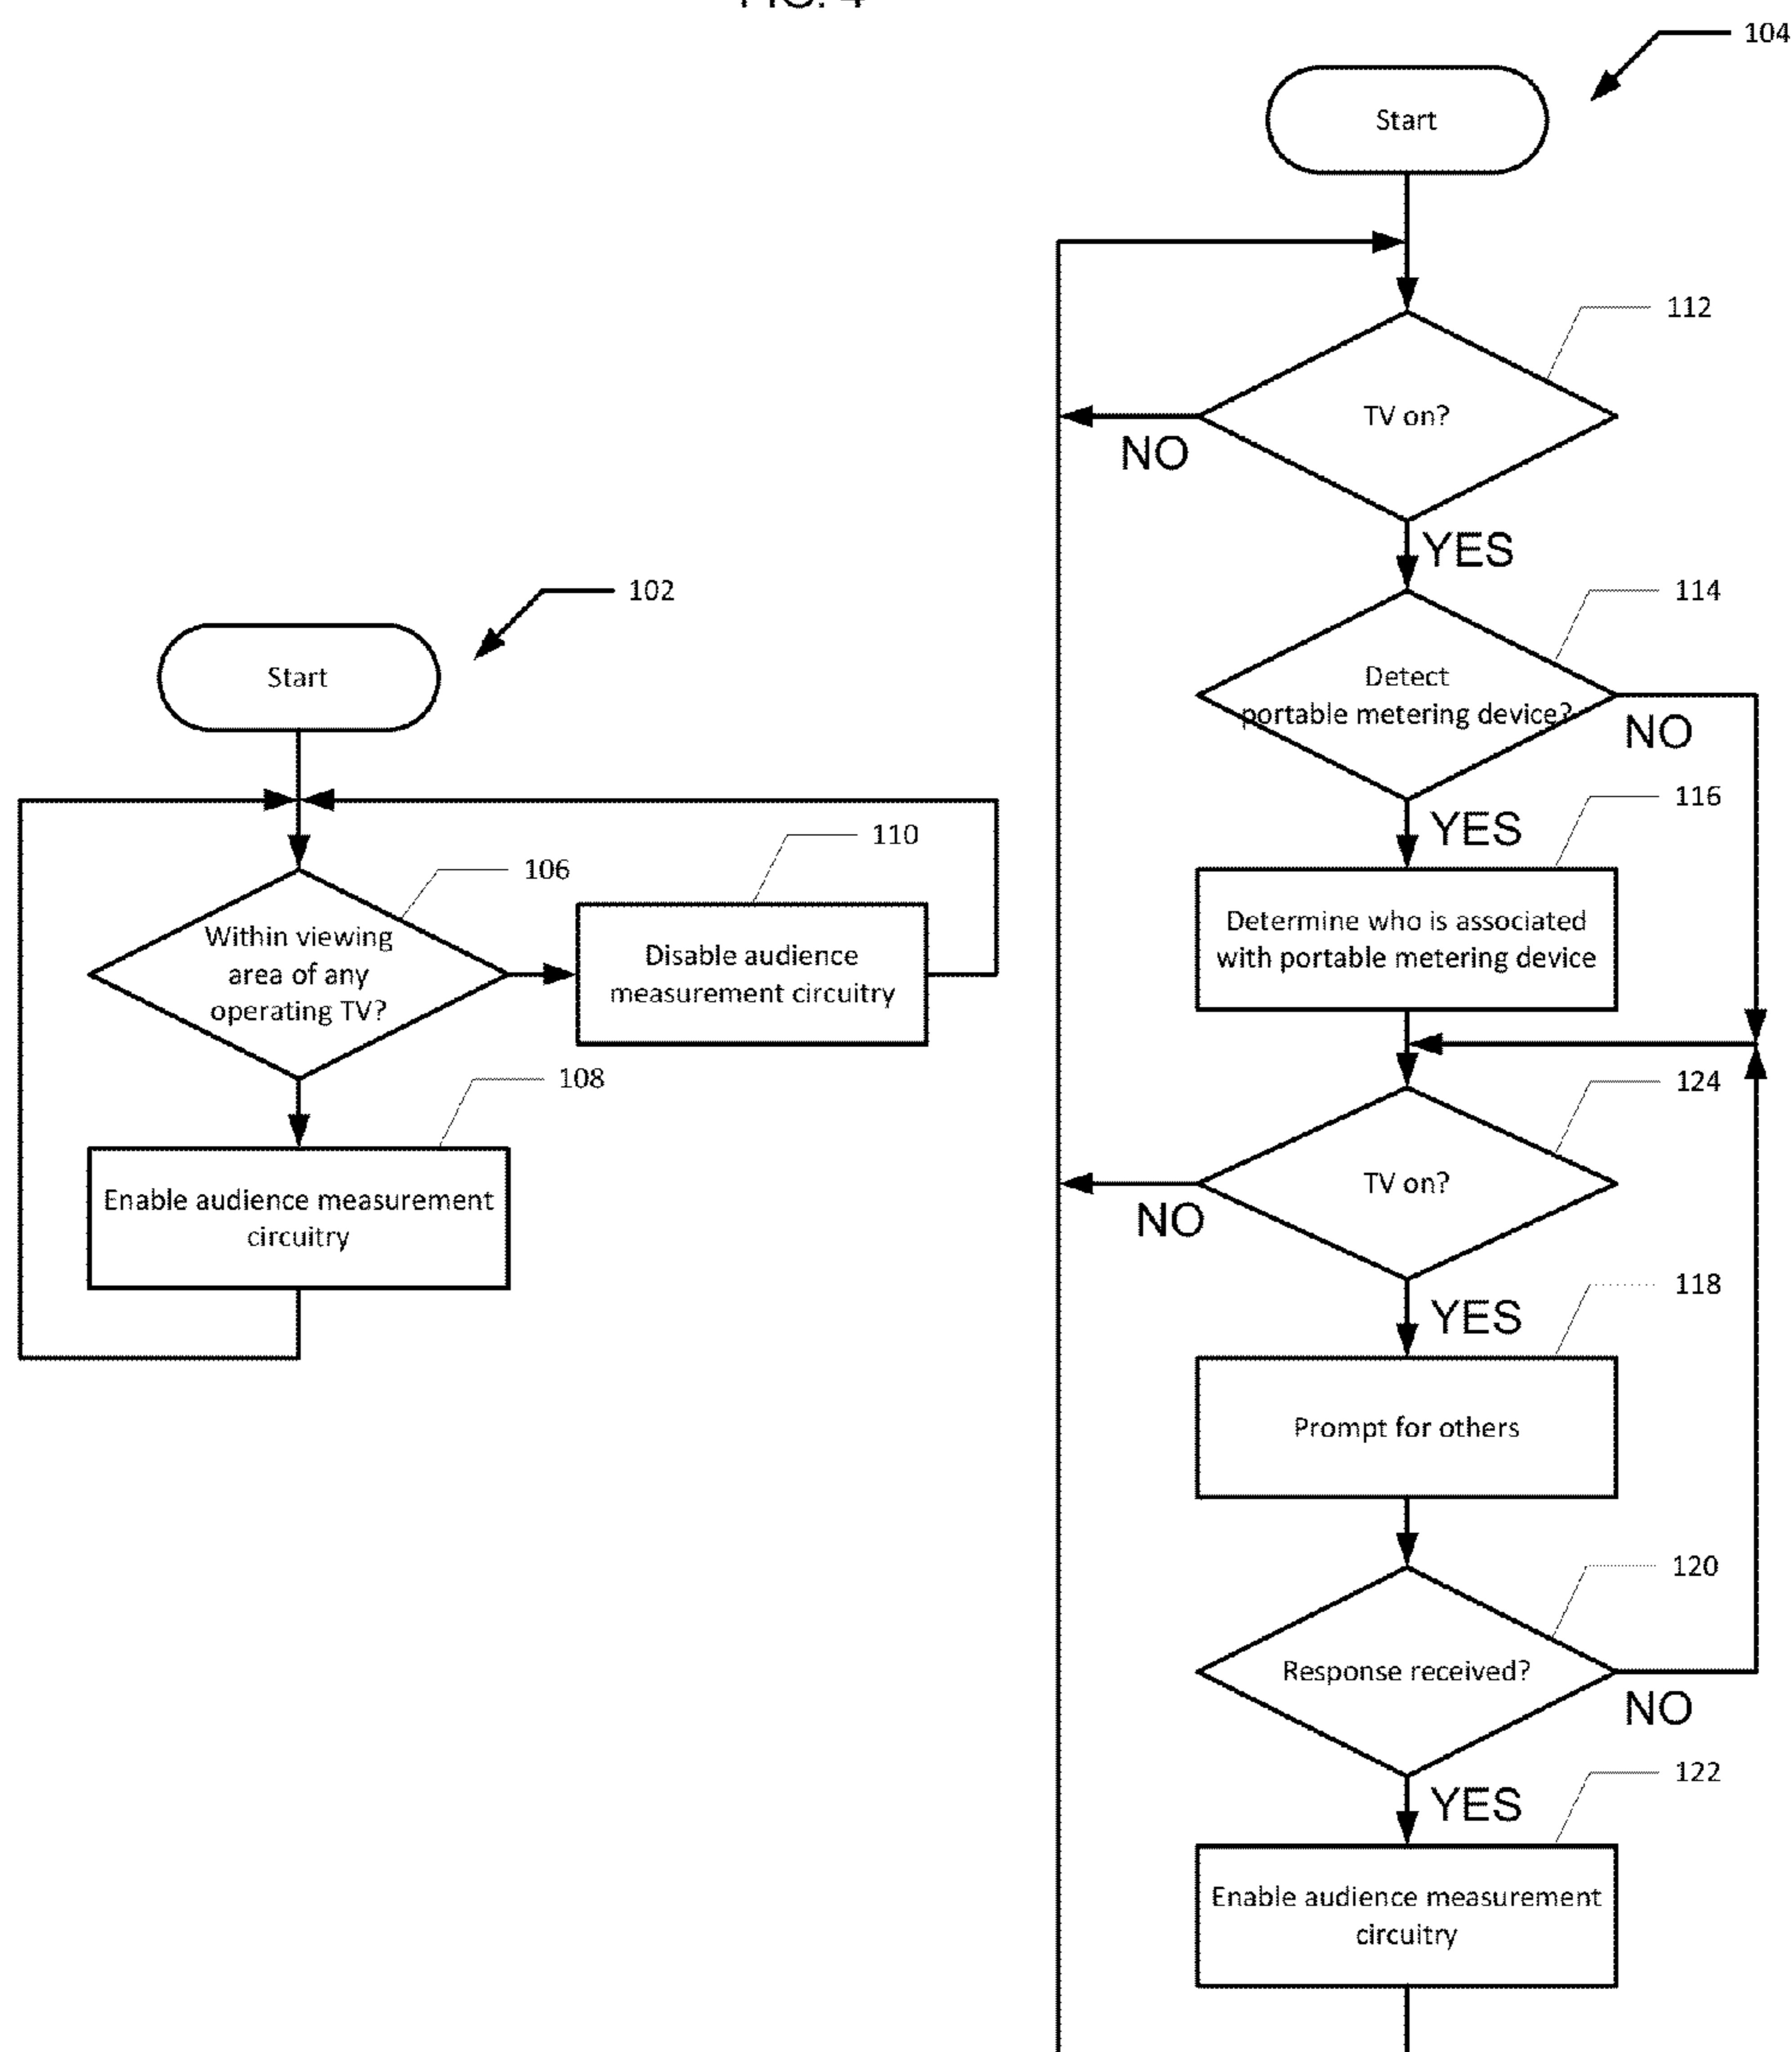 104
Start
112
TV on?
NO
YES
114
Detect
portable metering device?
NO
YES
116
Determine who is associated
with portable metering device
124
TV on?
NO
YES
118
Prompt for others
120
Response received?
NO
YES
122
Enable audience measurement
circuitry
102
Start
106
Within viewing
area of any
operating TV?
110
Disable audience
measurement circuitry
108
Enable audience measurement
circuitry